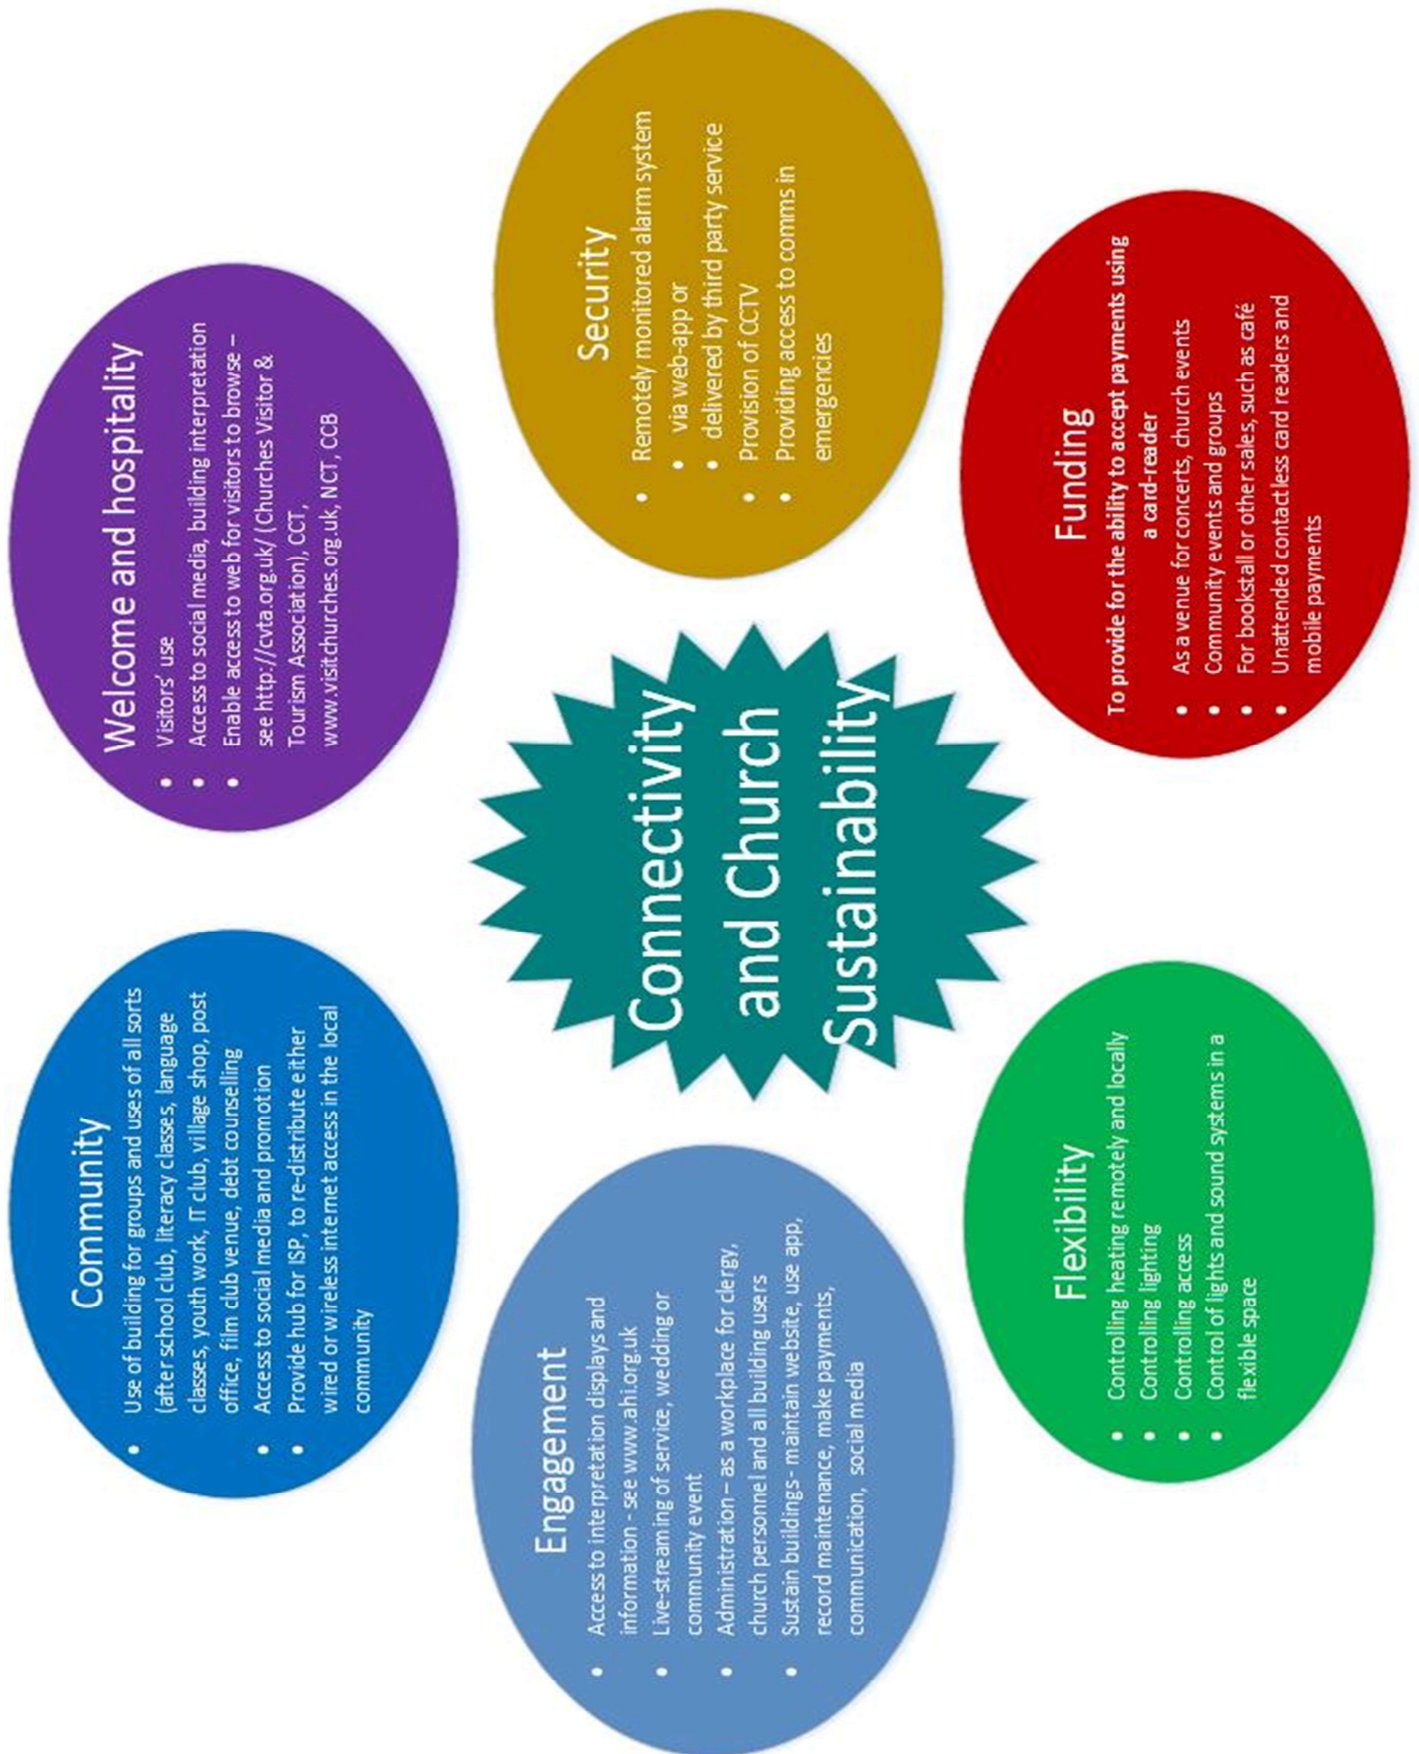 Community
• Use of building for groups and uses of all sorts
(after school club, literacy classes, language
classes, youth work, IT club, village shop, post
office, film club venue, debt counselling
• Access to social media and promotion
• Provide hub for ISP, to re-distribute either
wired or wireless internet access in the local
community
Welcome and hospitality
• Visitors' use
• Access to social media, building interpretation
• Enable access to web for visitors to browse –
see http://cvta.org.uk/ (Churches Visitor &
Tourism Association), CCT,
www.visitchurches.org.uk, NCT, CCB
Engagement
• Access to interpretation displays and
information - see www.ahi.org.uk
• Live-streaming of service, wedding or
community event
• Administration – as a workplace for clergy,
church personnel and all building users
• Sustain buildings - maintain website, use app,
record maintenance, make payments,
communication, social media
Connectivity
and Church
Sustainability
Security
• Remotely monitored alarm system
• via web-app or
• delivered by third party service
• Provision of CCTV
• Providing access to comms in
emergencies
Flexibility
• Controlling heating remotely and locally
• Controlling lighting
• Controlling access
• Control of lights and sound systems in a
flexible space
Funding
To provide for the ability to accept payments using
a card-reader
• As a venue for concerts, church events
• Community events and groups
• For bookstall or other sales, such as café
• Unattended contactless card readers and
mobile payments